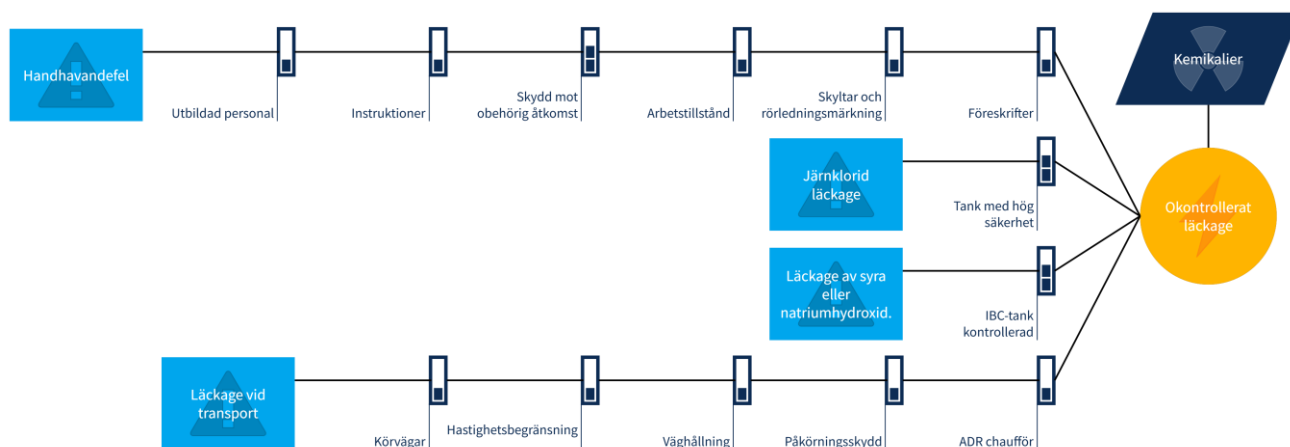 Handhavandefel
Utbildad personal
Instruktioner
Skydd mot
obehörig åtkomst
Arbetstillstånd
Skyltar och
rörledningsmärkning
Föreskrifter
Kemikalier
Järnklorid
läckage
Tank med hög
säkerhet
Okontrollerat
läckage
Läckage av syra
eller
natriumhydroxid.
IBC-tank
kontrollerad
Läckage vid
transport
Körvägar
Hastighetsbegränsning
Väghållning
Påkörningsskydd
ADR chaufför